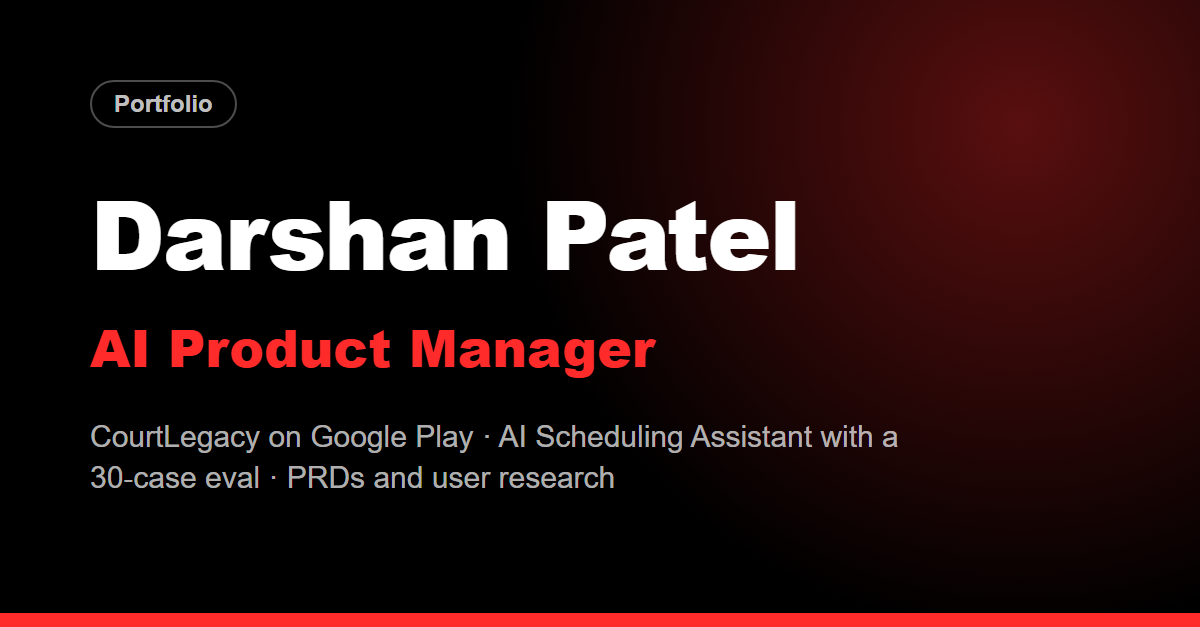 Portfolio
Darshan Patel
AI Product Manager
CourtLegacy on Google Play · AI Scheduling Assistant with a
30-case eval · PRDs and user research